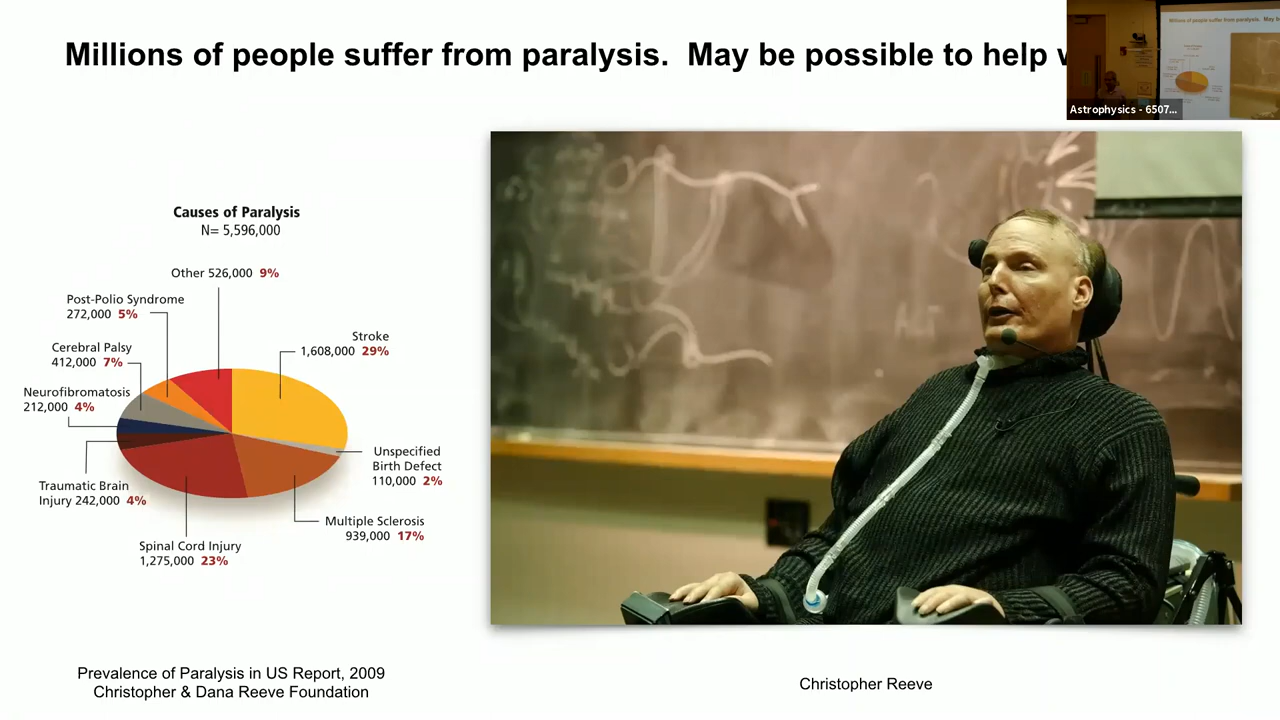 Millions of people suffer from paralysis. May be possible to help
Astrophysics - 6507...
Causes of Paralysis
N= 5,596,000
Other 526,000 9%
Post-Polio Syndrome
272,000 5%
Stroke
1,608,000 29%
Cerebral Palsy
412,000 7%
Neurofibromatosis
212,000 4%
Unspecified
Birth Defect
110,000 2%
Traumatic Brain
Injury 242,000 4%
Multiple Sclerosis
939,000 17%
Spinal Cord Injury
1,275,000 23%
Prevalence of Paralysis in US Report, 2009
Christopher & Dana Reeve Foundation
Christopher Reeve